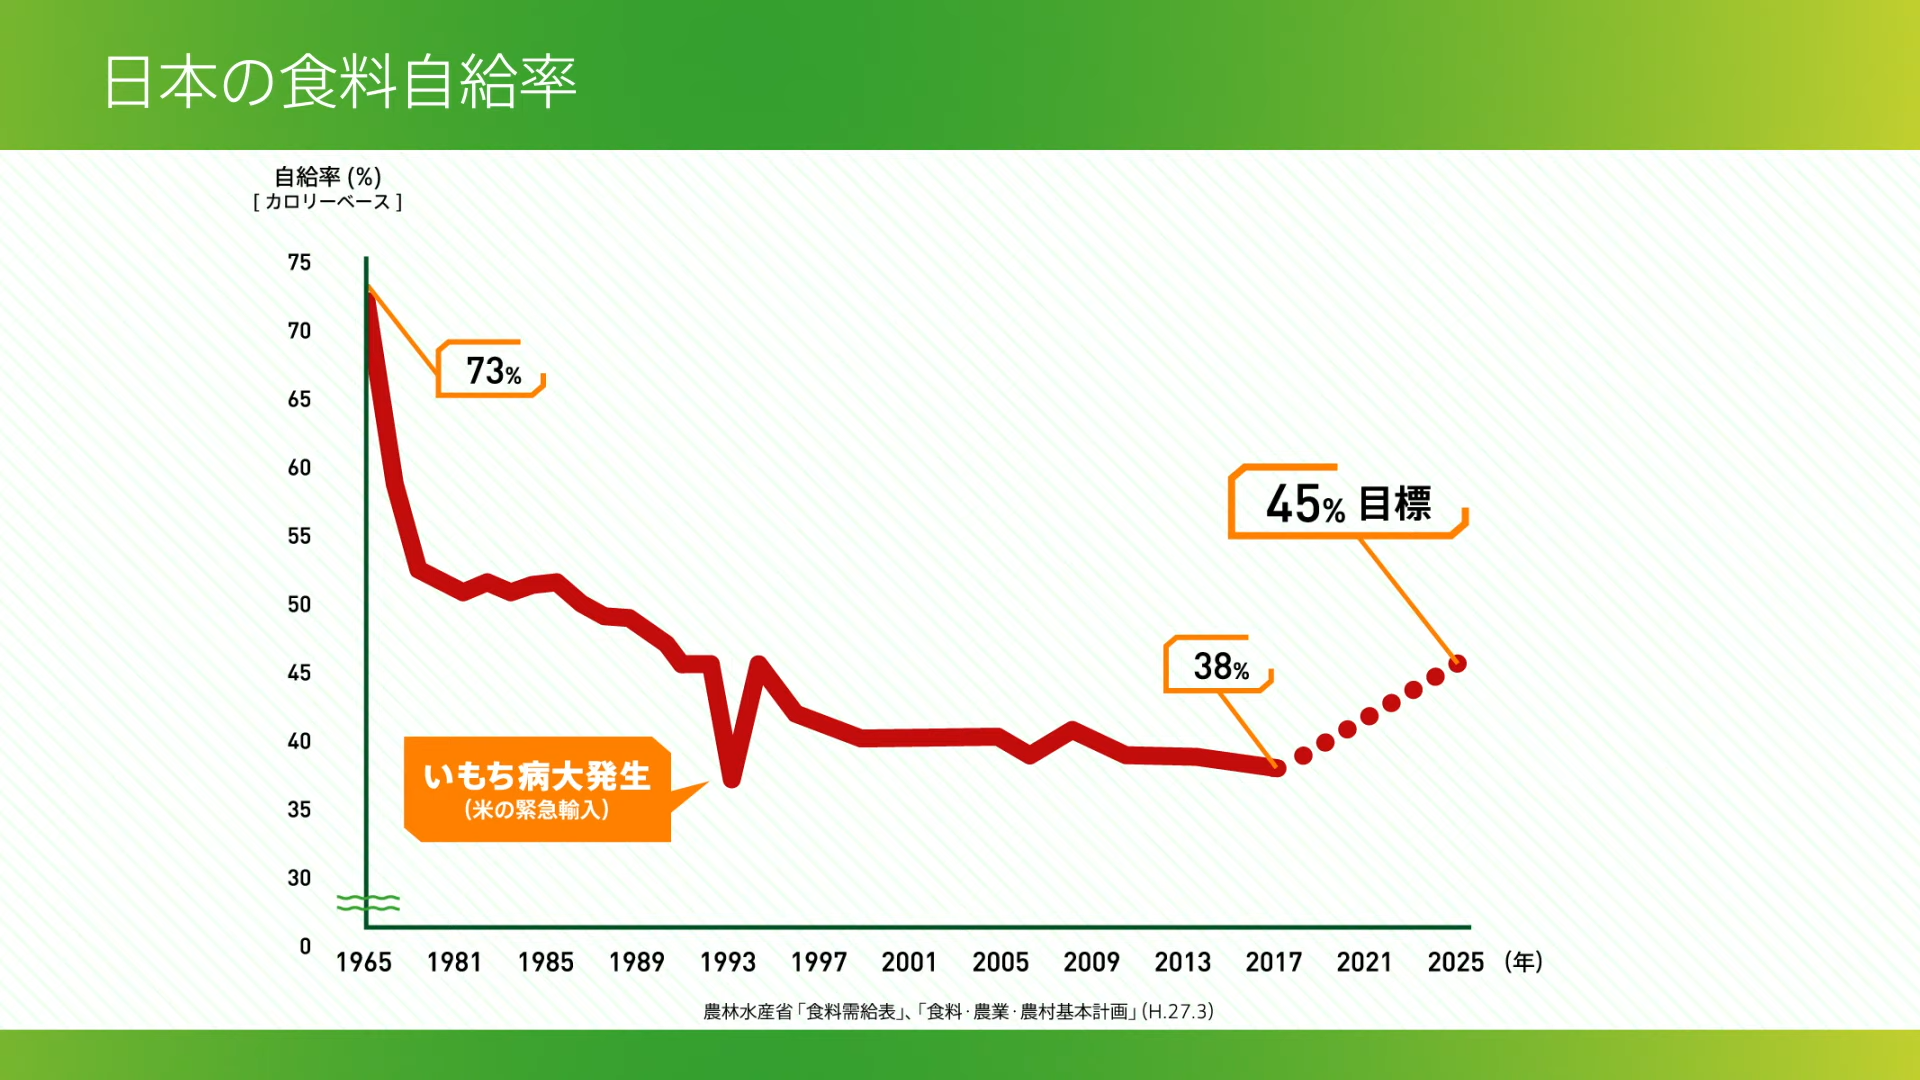 日本の食料自給率
自給率 (%)
[ カロリーベース ]
75
70
65
60
55
50
45
40
35
30
0
73%
45% 目標
38%
いもち病大発生
(米の緊急輸入)
1965 1981 1985 1989 1993 1997 2001 2005 2009 2013 2017 2021 2025 (年)
農林水産省「食料需給表」、「食料・農業・農村基本計画」(H.27.3)